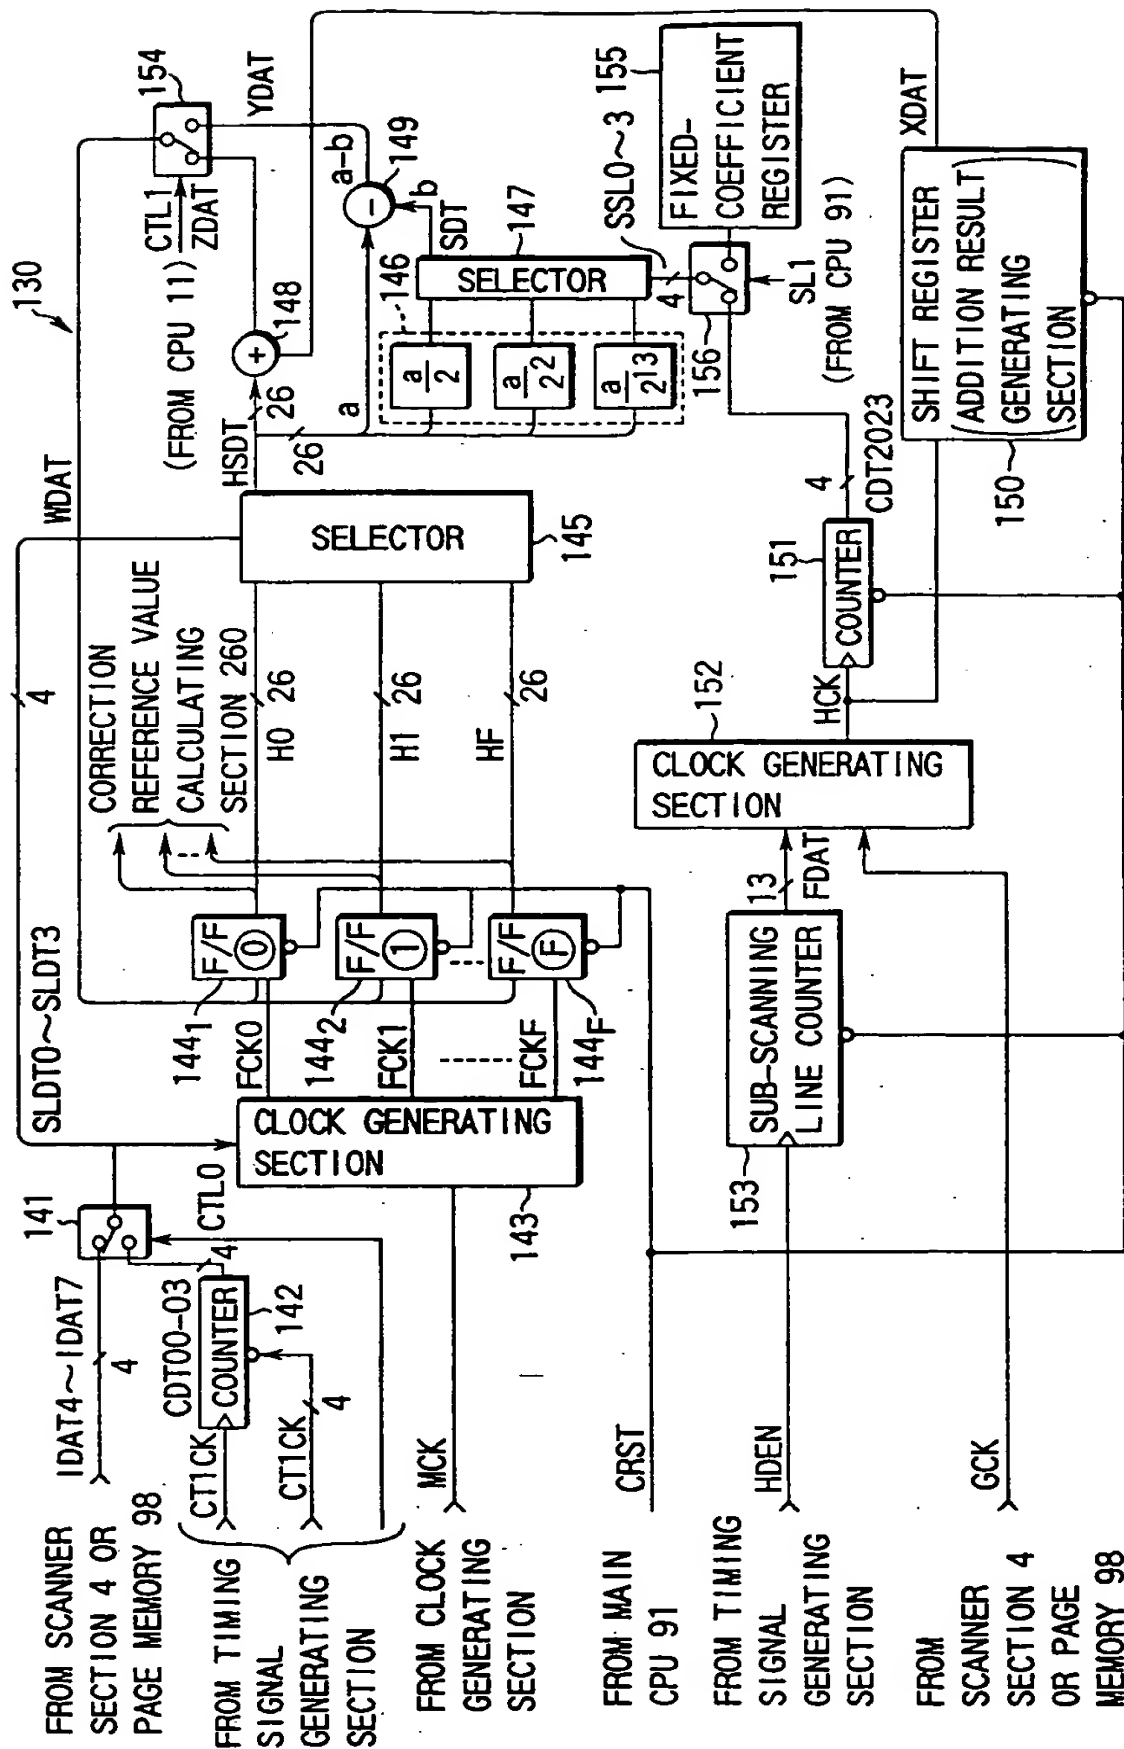 130
FROM SCANNER
SECTION 4 OR
PAGE MEMORY 98
IDAT4~IDAT7
4
141
SLDT0~SLDT3
4
CDT00-03
COUNTER
142
4
CTL0
CT1CK
CT1CK
4
FROM TIMING
SIGNAL
GENERATING
SECTION
MCK
FROM CLOCK
GENERATING
SECTION
CLOCK GENERATING
SECTION
143
FCK0
FCK1
FCKF
144₁
144₂
144F
F/F
0
F/F
1
F/F
F
CORRECTION
REFERENCE VALUE
CALCULATING
SECTION 260
H0
26
H1
26
HF
26
WDAT
SELECTOR
145
HSDT
26
26
a
148
+
(FROM CPU 11)
CTL1
ZDAT
154
YDAT
a-b
149
-
b
SDT
146
a/2
a/2²
a/2¹³
SELECTOR
147
SSL0~3
4
156
SL1
(FROM CPU 91)
155
FIXED-
COEFFICIENT
REGISTER
CRST
FROM MAIN
CPU 91
HDEN
FROM TIMING
SIGNAL
GENERATING
SECTION
153
SUB-SCANNING
LINE COUNTER
13
FDAT
CLOCK GENERATING
SECTION
152
HCK
COUNTER
151
4
CDT2023
GCK
FROM
SCANNER
SECTION 4
OR PAGE
MEMORY 98
SHIFT REGISTER
(ADDITION RESULT
GENERATING
SECTION)
150
XDAT